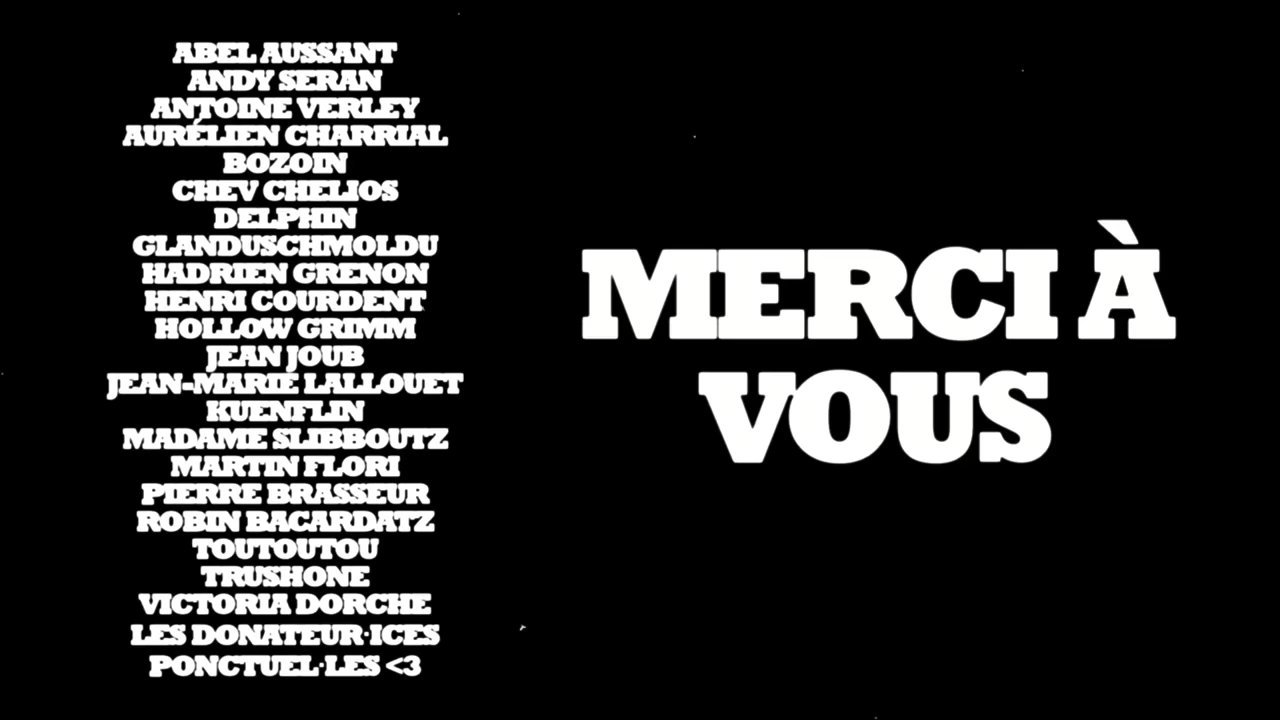 ABEL AUSSANT
ANDY SERAN
ANTOINE VERLEY
AURÉLIEN CHARRIAL
BOZOIN
CHEV CHELIOS
DELPHIN
GLANDUSCHMOLDU
HADRIEN GRENON
HENRI COURDENT
HOLLOW GRIMM
JEAN JOUB
JEAN-MARIE LALLOUET
KUENFLIN
MADAME SLIBBOUTZ
MARTIN FLORI
PIERRE BRASSEUR
ROBIN BACARDATZ
TOUTOUTOU
TRUSHONE
VICTORIA DORCHE
LES DONATEUR·ICES
PONCTUEL·LES <3
MERCI À
VOUS